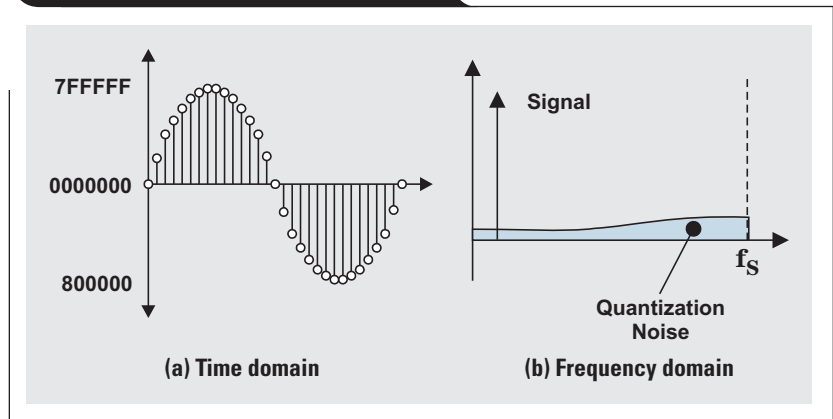 7FFFFF
0000000
800000
(a) Time domain
Signal
fS
Quantization
Noise
(b) Frequency domain